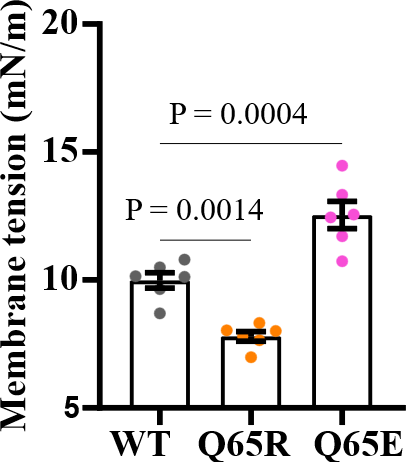 Membrane tension (mN/m)
20
15
10
5
P = 0.0004
P = 0.0014
WT Q65R Q65E